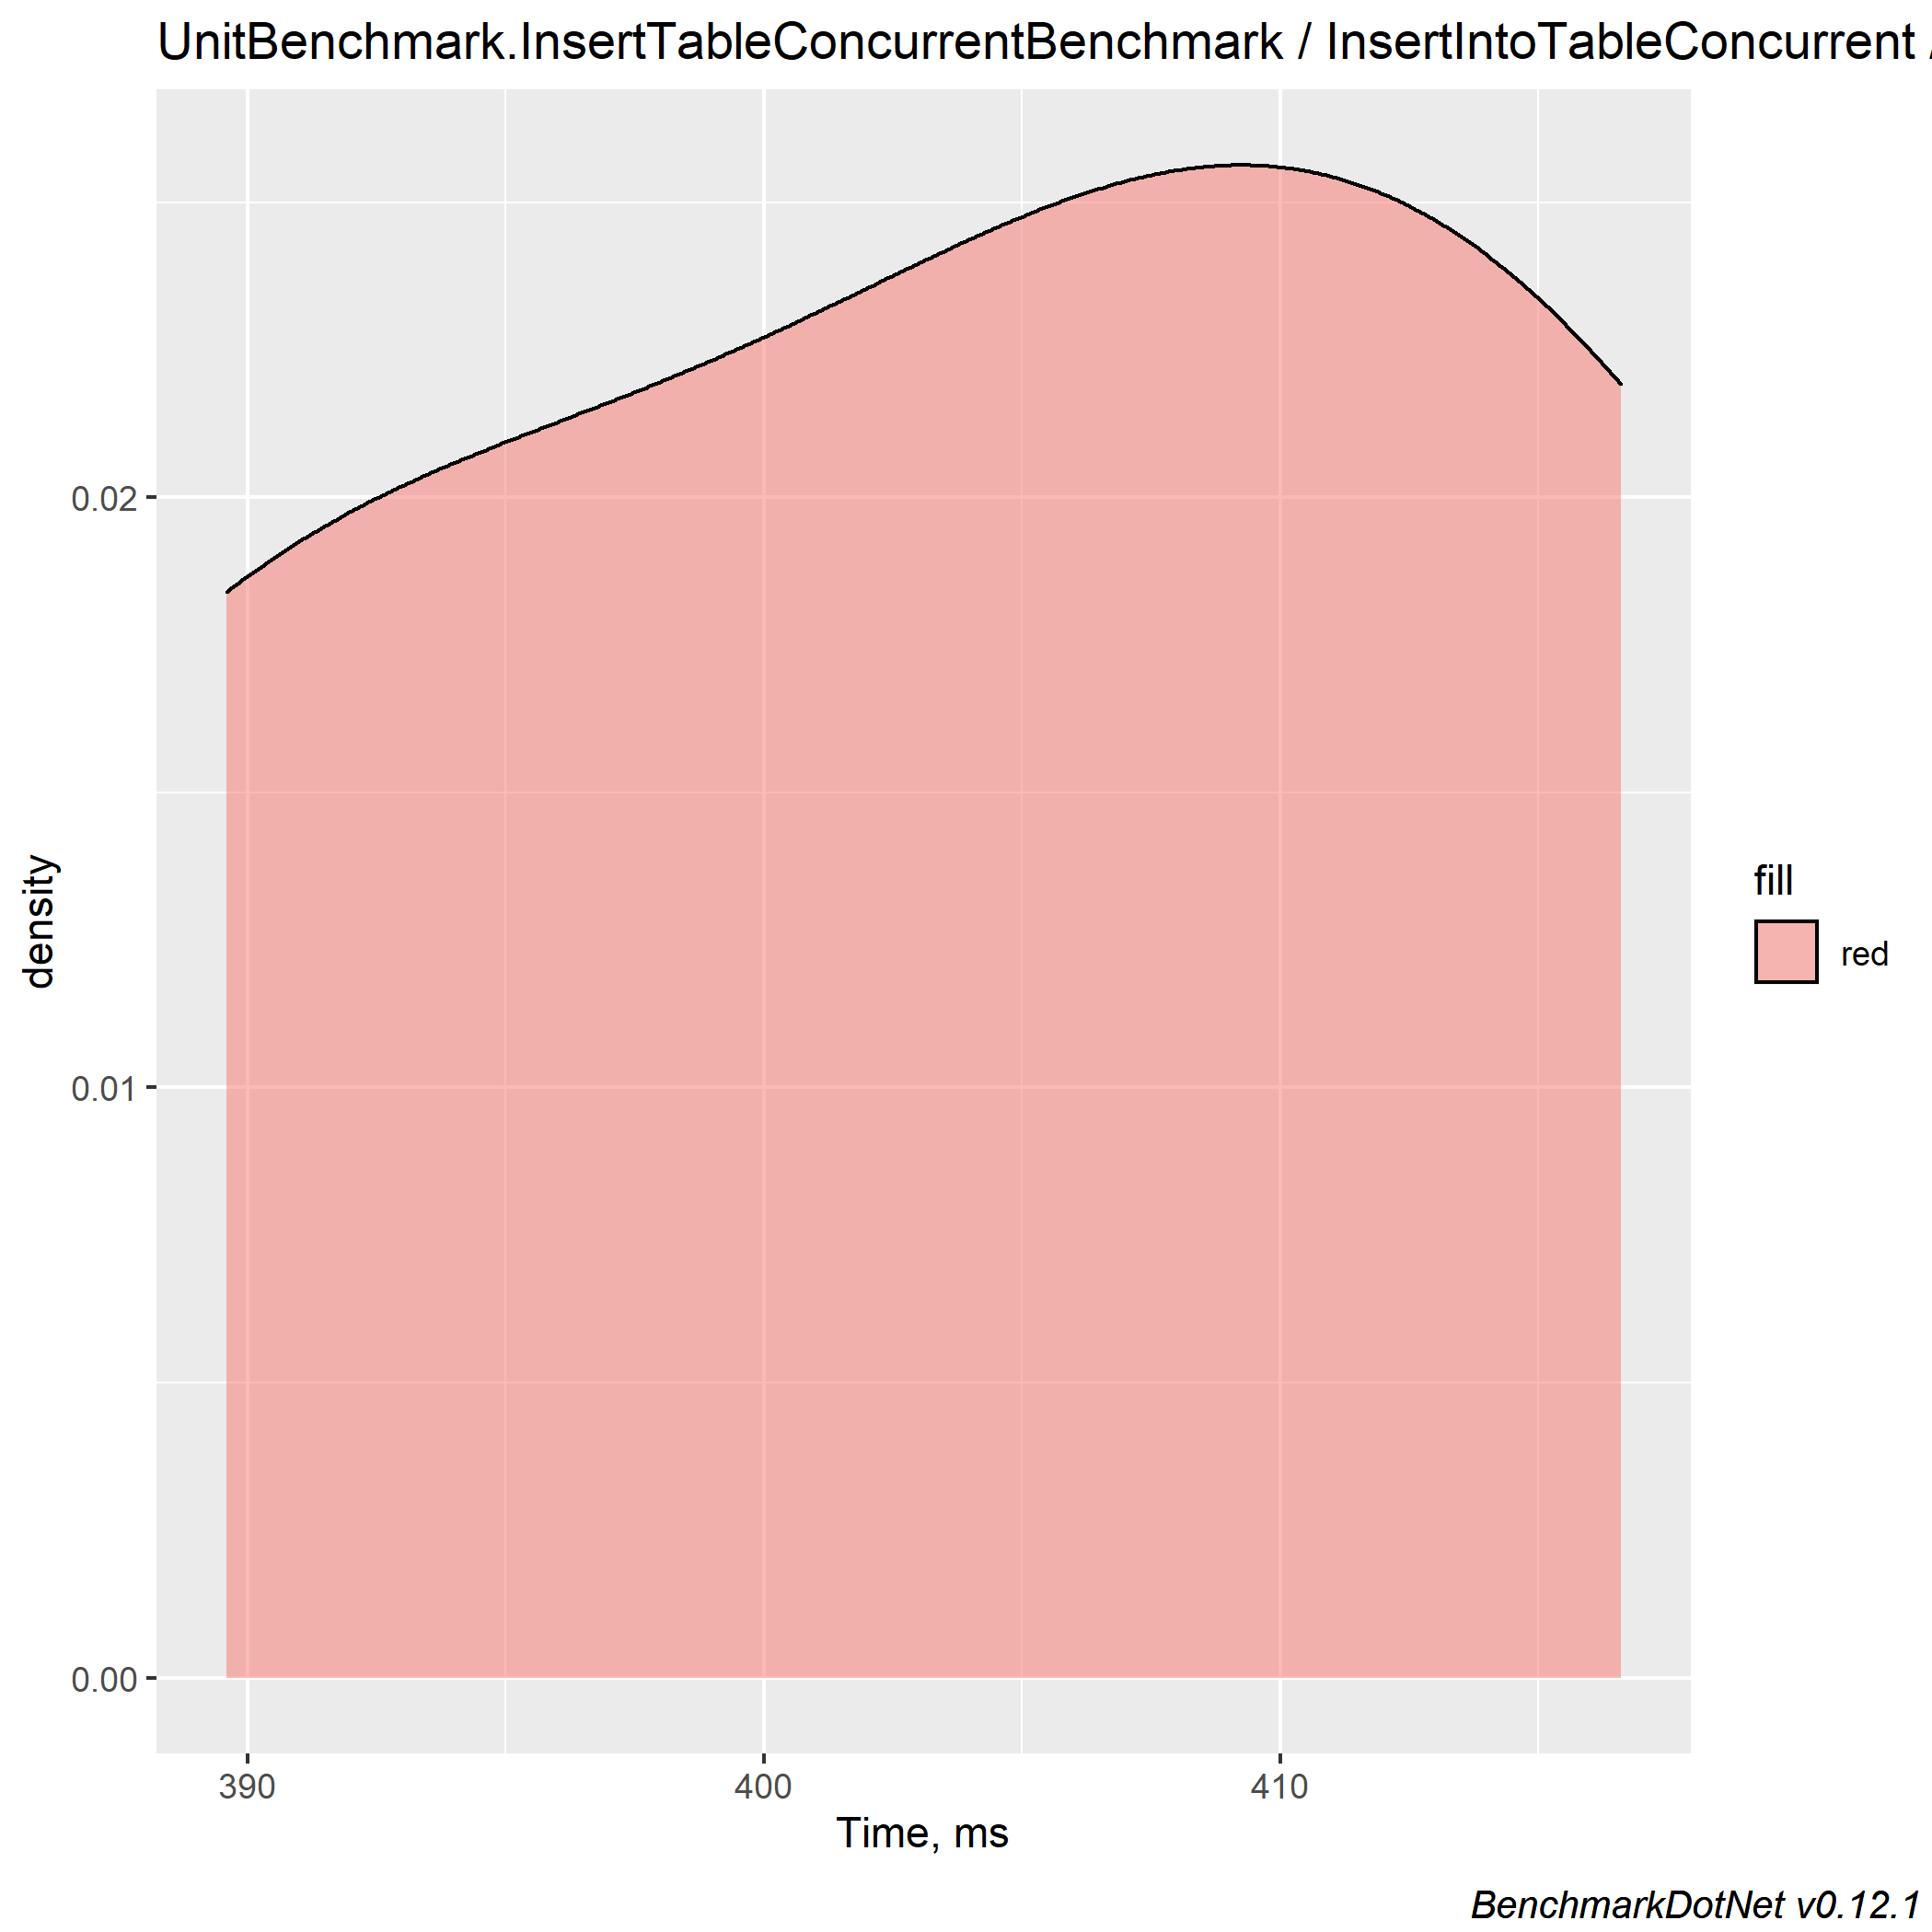 UnitBenchmark.InsertTableConcurrentBenchmark / InsertIntoTableConcurrent /
0.02
0.01
0.00
density
390 400 410
Time, ms
fill
red
BenchmarkDotNet v0.12.1